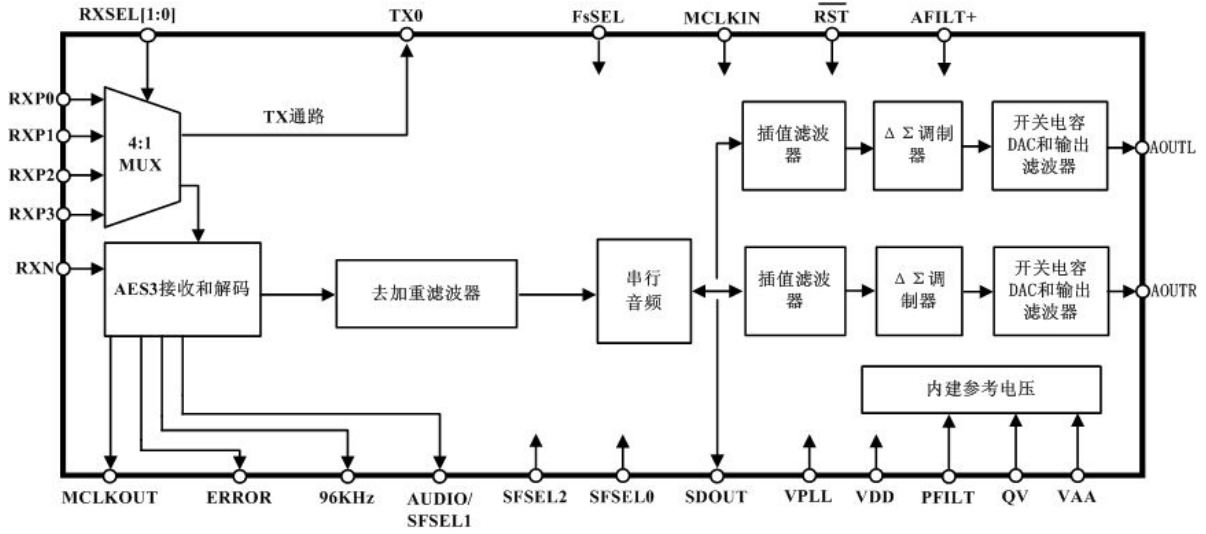 RXSEL[1:0]
TX0
FsSEL
MCLKIN
RST
AFILT+
RXP0
RXP1
RXP2
RXP3
RXN
4:1
MUX
TX通路
插值滤波
器
ΔΣ调制
器
开关电容
DAC和输出
滤波器
AOUTL
AES3接收和解码
去加重滤波器
串行
音频
插值滤波
器
ΔΣ调
制器
开关电容
DAC和输出
滤波器
AOUTR
内建参考电压
MCLKOUT
ERROR
96KHz
AUDIO/
SFSEL1
SFSEL2
SFSEL0
SDOUT
VPLL
VDD
PFILT
QV
VAA